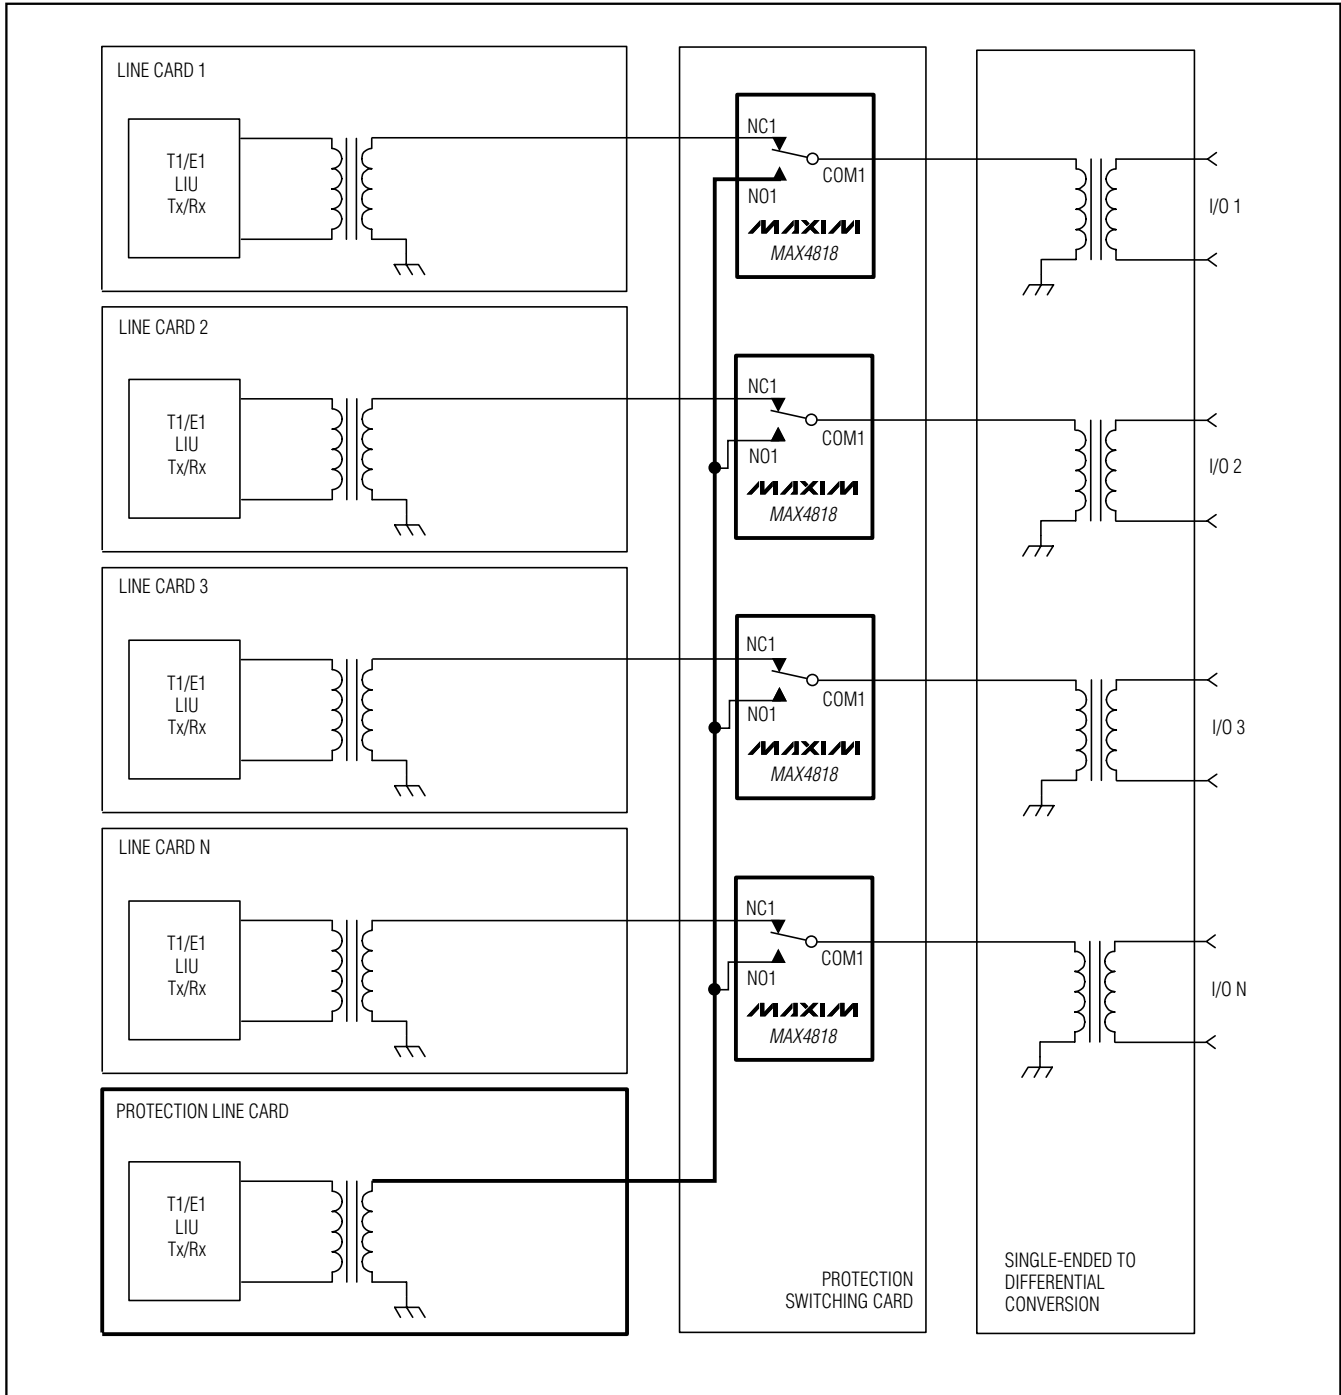 LINE CARD 1
T1/E1
LIU
Tx/Rx
NC1
COM1
NO1
MAXIM
MAX4818
I/O 1
LINE CARD 2
T1/E1
LIU
Tx/Rx
NC1
COM1
NO1
MAXIM
MAX4818
I/O 2
LINE CARD 3
T1/E1
LIU
Tx/Rx
NC1
COM1
NO1
MAXIM
MAX4818
I/O 3
LINE CARD N
T1/E1
LIU
Tx/Rx
NC1
COM1
NO1
MAXIM
MAX4818
I/O N
PROTECTION LINE CARD
T1/E1
LIU
Tx/Rx
PROTECTION
SWITCHING CARD
SINGLE-ENDED TO
DIFFERENTIAL
CONVERSION